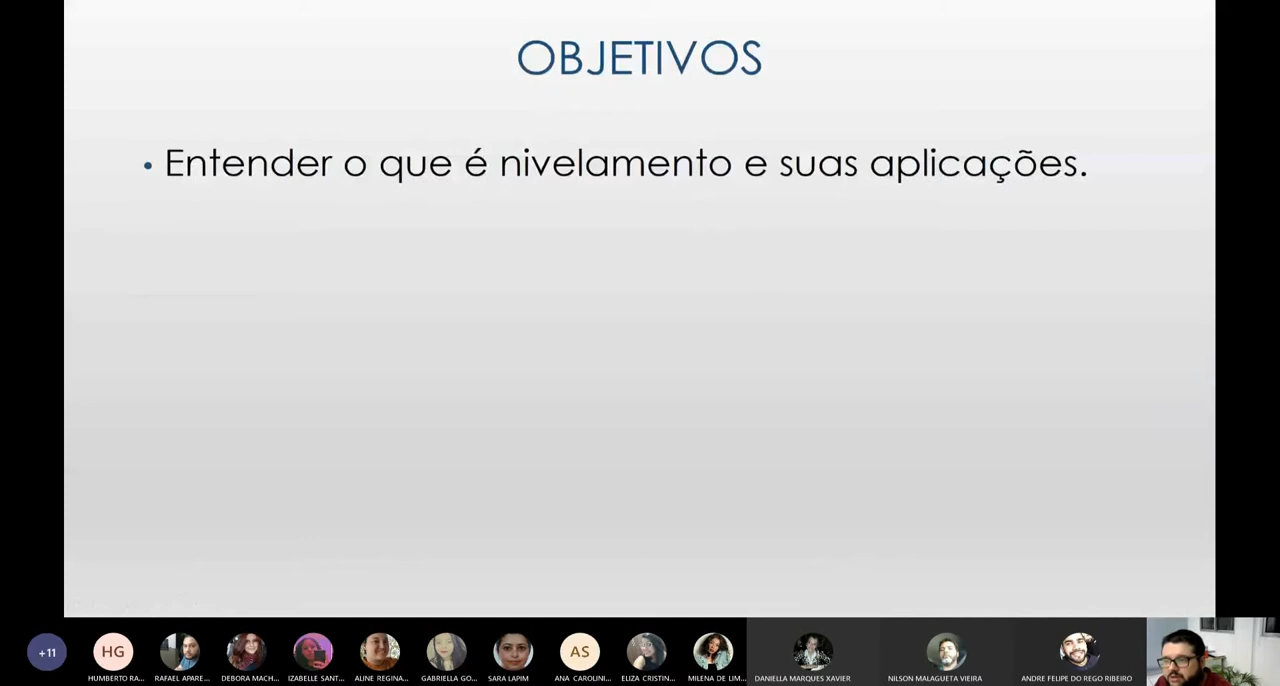 OBJETIVOS
• Entender o que é nivelamento e suas aplicações.
+11
HG
AS
HUMBERTO RA...
RAFAEL APARE...
DEBORA MACH...
IZABELLE SANT...
ALINE REGINA...
GABRIELLA GO...
SARA LAPIM
ANA CAROLINI...
ELIZA CRISTIN...
MILENA DE LIM...
DANIELLA MARQUES XAVIER
NILSON MALAGUETA VIEIRA
ANDRE FELIPE DO REGO RIBEIRO